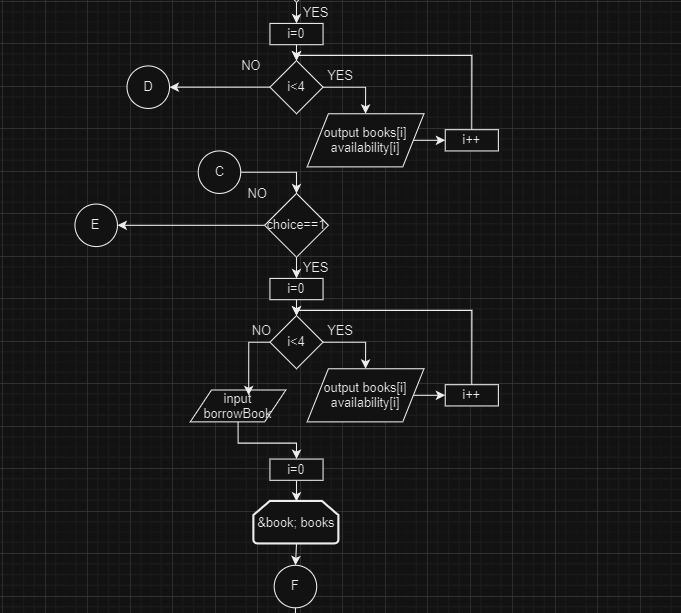 YES
i=0
NO
YES
D
i<4
output books[i]
availability[i]
i++
C
NO
E
choice==1
YES
i=0
NO
YES
i<4
output books[i]
availability[i]
i++
input
borrowBook
i=0
&book; books
F